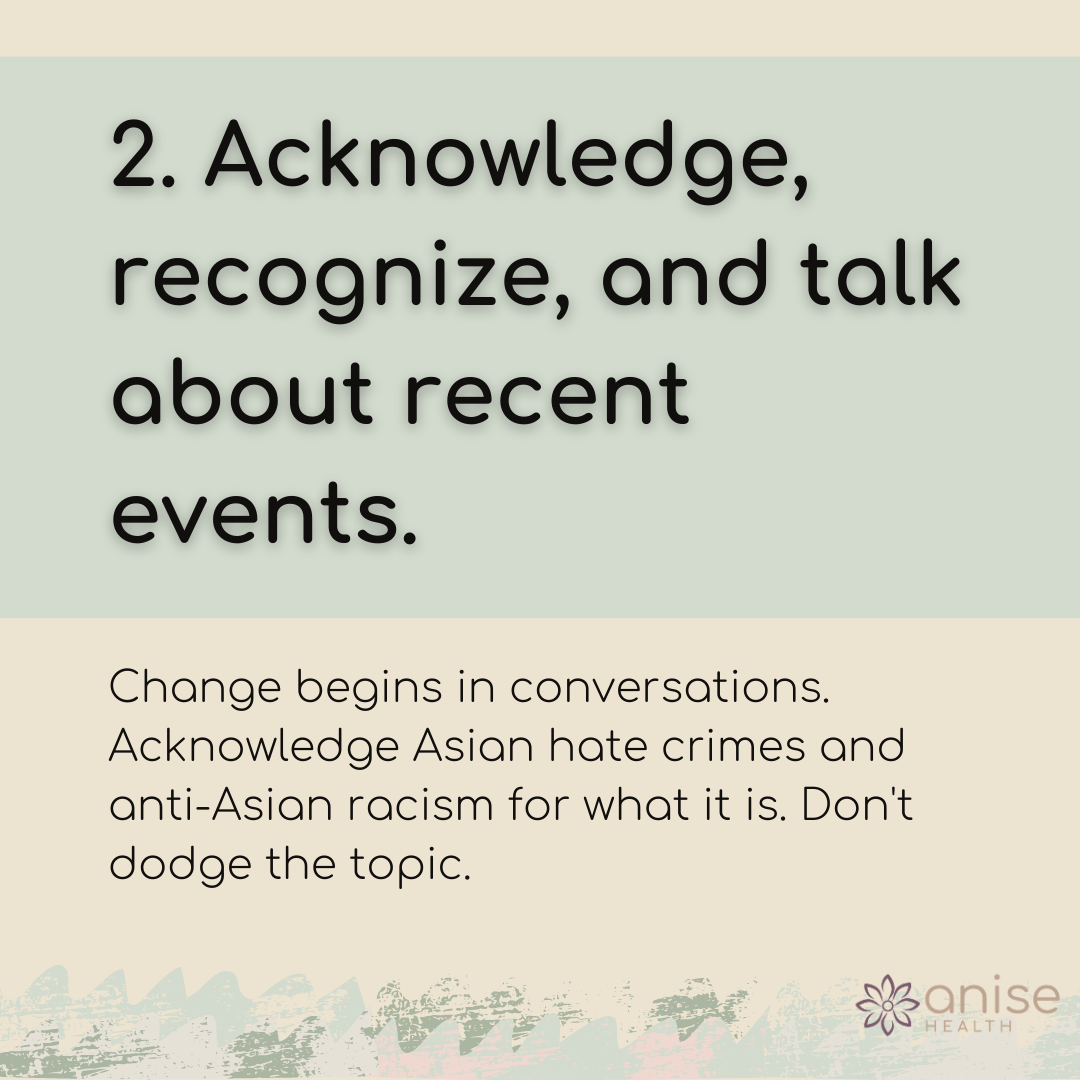 2. Acknowledge,
recognize, and talk
about recent
events.
Change begins in conversations.
Acknowledge Asian hate crimes and
anti-Asian racism for what it is. Don't
dodge the topic.
anise
HEALTH